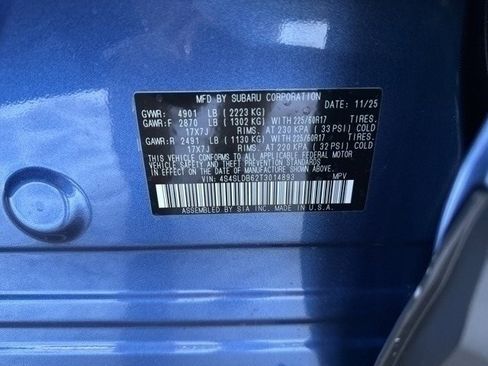 MFD BY SUBARU CORPORATION
DATE: 11/25
GVWR: 4901 LB (2223 KG)
GAWR:F 2870 LB (1302 KG) WITH 225/60R17 TIRES.
17X7J RIMS. AT 230 KPA ( 33 PSI) COLD
GAWR:R 2491 LB (1130 KG) WITH 225/60R17 TIRES.
17X7J RIMS. AT 220 KPA ( 32 PSI) COLD
THIS VEHICLE CONFORMS TO ALL APPLICABLE FEDERAL MOTOR
VEHICLE SAFETY AND THEFT PREVENTION STANDARDS
IN EFFECT ON THE DATE OF MANUFACTURE SHOWN ABOVE.
VIN: 4S4SLDB62T3014893 MPV
ASSEMBLED BY SIA INC. MADE IN U.S.A.